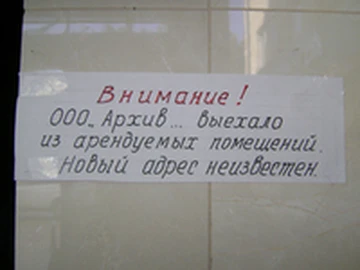 Внимание!
ООО „Архив... выехало
из арендуемых помещений.
Новый адрес неизвестен.